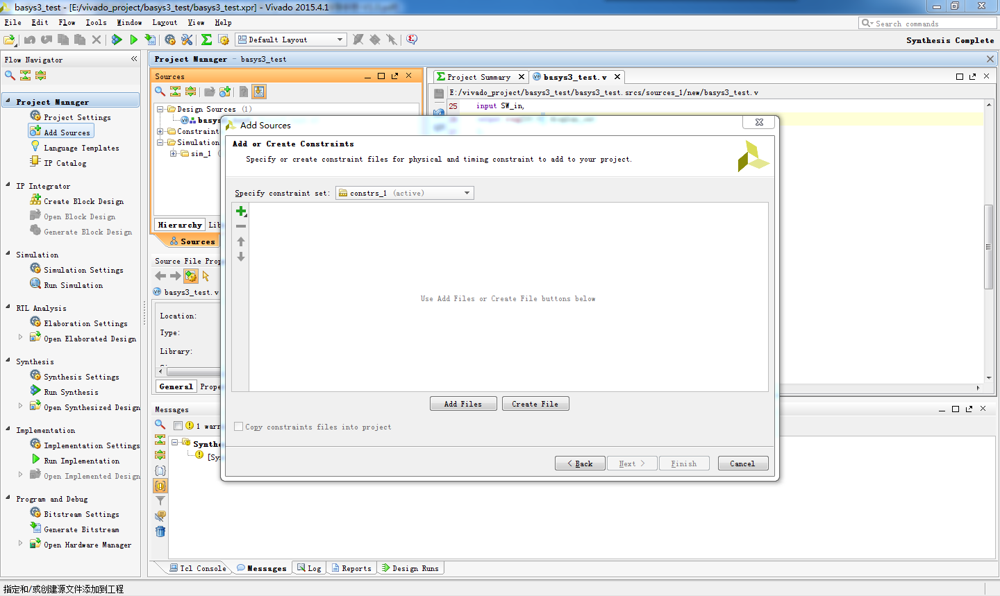 basys3_test - [E:/vivado_project/basys3_test/basys3_test.xpr] - Vivado 2015.4.1
File Edit Flow Tools Window Layout View Help
Search commands
Default Layout
Synthesis Complete
Flow Navigator
Project Manager - basys3_test
Project Manager
Project Settings
Add Sources
Language Templates
IP Catalog
IP Integrator
Create Block Design
Open Block Design
Generate Block Design
Simulation
Simulation Settings
Run Simulation
RTL Analysis
Elaboration Settings
Open Elaborated Design
Synthesis
Synthesis Settings
Run Synthesis
Open Synthesized Design
Implementation
Implementation Settings
Run Implementation
Open Implemented Design
Program and Debug
Bitstream Settings
Generate Bitstream
Open Hardware Manager
Sources
Design Sources (1)
Constraint
Simulation
sim_1
Hierarchy
Sources
Source File Prop
basys3_test.v
Location:
Type:
Library:
General Prope
Project Summary
basys3_test.v
E:/vivado_project/basys3_test/basys3_test.srcs/sources_1/new/basys3_test.v
25 input SW_in,
Add Sources
Add or Create Constraints
Specify or create constraint files for physical and timing constraint to add to your project.
Specify constraint set: constrs_1 (active)
Use Add Files or Create File buttons below
Add Files Create File
Copy constraints files into project
< Back Next > Finish Cancel
Messages
1 warn
Synthe
[Syn
Tcl Console Messages Log Reports Design Runs
指定和/或创建源文件添加到工程